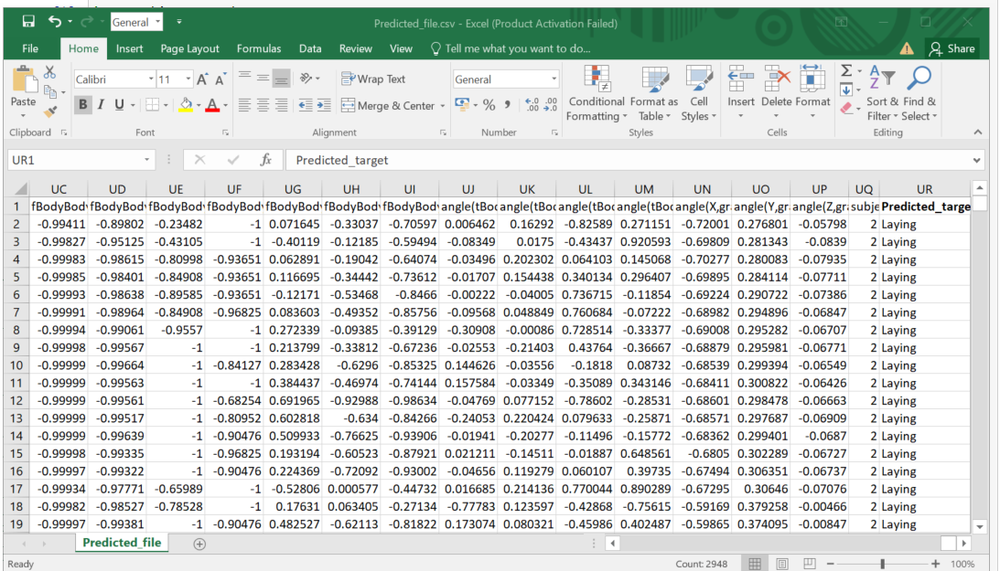 General
Predicted_file.csv - Excel (Product Activation Failed)
File Home Insert Page Layout Formulas Data Review View Tell me what you want to do... Share
Paste
Calibri 11
Wrap Text
Merge & Center
General
Conditional Formatting
Format as Table
Cell Styles
Insert Delete Format
Sort & Filter
Find & Select
Clipboard Font Alignment Number Styles Cells Editing
UR1 fx Predicted_target
UC UD UE UF UG UH UI UJ UK UL UM UN UO UP UQ UR
1 fBodyBody fBodyBody fBodyBody fBodyBody fBodyBody fBodyBody fBodyBody angle(tBod angle(tBod angle(tBod angle(tBod angle(X,gra angle(Y,gra angle(Z,gra subje Predicted_targe
2 -0.99411 -0.89802 -0.23482 -1 0.071645 -0.33037 -0.70597 0.006462 0.16292 -0.82589 0.271151 -0.72001 0.276801 -0.05798 2 Laying
3 -0.99827 -0.95125 -0.43105 -1 -0.40119 -0.12185 -0.59494 -0.08349 0.0175 -0.43437 0.920593 -0.69809 0.281343 -0.0839 2 Laying
4 -0.99983 -0.98615 -0.80998 -0.93651 0.062891 -0.19042 -0.64074 -0.03496 0.202302 0.064103 0.145068 -0.70277 0.280083 -0.07935 2 Laying
5 -0.99985 -0.98401 -0.84908 -0.93651 0.116695 -0.34442 -0.73612 -0.01707 0.154438 0.340134 0.296407 -0.69895 0.284114 -0.07711 2 Laying
6 -0.99993 -0.98638 -0.89585 -0.93651 -0.12171 -0.53468 -0.8466 -0.00222 -0.04005 0.736715 -0.11854 -0.69224 0.290722 -0.07386 2 Laying
7 -0.99991 -0.98964 -0.84908 -0.96825 0.083603 -0.49352 -0.85756 -0.09568 0.048849 0.760684 -0.07222 -0.68982 0.294896 -0.06847 2 Laying
8 -0.99994 -0.99061 -0.9557 -1 0.272339 -0.09385 -0.39129 -0.30908 -0.00086 0.728514 -0.33377 -0.69008 0.295282 -0.06707 2 Laying
9 -0.99998 -0.99567 -1 -1 0.213799 -0.33812 -0.67236 -0.02553 -0.21403 0.43764 -0.36667 -0.68879 0.295981 -0.06771 2 Laying
10 -0.99999 -0.99664 -1 -0.84127 0.283428 -0.6296 -0.85325 0.144626 -0.03556 -0.1818 0.08732 -0.68539 0.299394 -0.06549 2 Laying
11 -0.99999 -0.99563 -1 -1 0.384437 -0.46974 -0.74144 0.157584 -0.03349 -0.35089 0.343146 -0.68411 0.300822 -0.06426 2 Laying
12 -0.99999 -0.99561 -1 -0.68254 0.691965 -0.92988 -0.98634 -0.04769 0.077152 -0.78602 -0.28531 -0.68601 0.298478 -0.06663 2 Laying
13 -0.99999 -0.99517 -1 -0.80952 0.602818 -0.634 -0.84266 -0.24053 0.220424 0.079633 -0.25871 -0.68571 0.297687 -0.06909 2 Laying
14 -0.99999 -0.99639 -1 -0.90476 0.509933 -0.76625 -0.93906 -0.01941 -0.20277 -0.11496 -0.15772 -0.68362 0.299401 -0.0687 2 Laying
15 -0.99998 -0.99335 -1 -0.96825 0.193194 -0.60523 -0.87921 0.021211 -0.14511 -0.01887 0.648561 -0.6805 0.302289 -0.06727 2 Laying
16 -0.99997 -0.99322 -1 -0.90476 0.224369 -0.72092 -0.93002 -0.04656 0.119279 0.060107 0.39735 -0.67494 0.306351 -0.06737 2 Laying
17 -0.99934 -0.97771 -0.65989 -1 -0.52806 0.000577 -0.44732 0.016685 0.214136 0.770044 0.890289 -0.67295 0.30646 -0.07076 2 Laying
18 -0.99982 -0.98527 -0.78528 -1 0.17631 0.063405 -0.27134 -0.77783 0.123597 -0.42868 -0.75615 -0.59169 0.379258 -0.00466 2 Laying
19 -0.99997 -0.99381 -1 -0.90476 0.482527 -0.62113 -0.81822 0.173074 0.080321 -0.45986 0.402487 -0.59865 0.374095 -0.00847 2 Laying
Predicted_file
Ready Count: 2948 100%